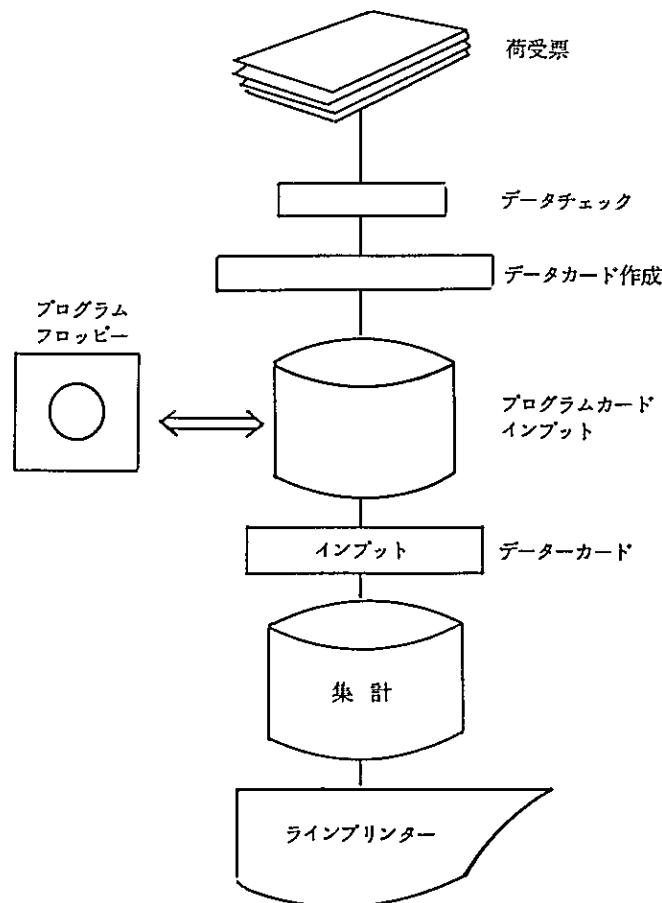 荷受票
データチェック
データカード作成
プログラム
フロッピー
プログラムカード
インプット
インプット
データーカード
集計
ラインプリンター